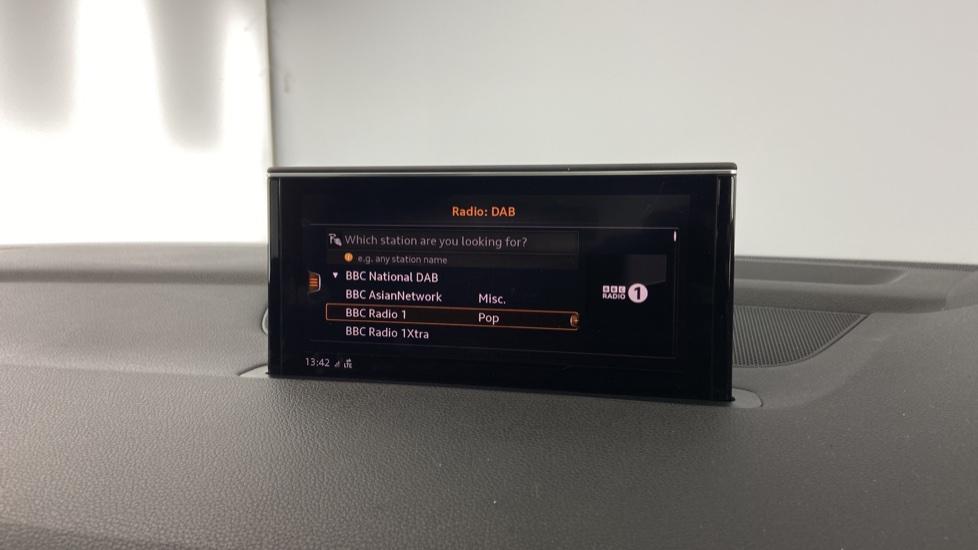 Radio: DAB
Which station are you looking for?
e.g. any station name
BBC National DAB
BBC AsianNetwork Misc.
BBC Radio 1 Pop
BBC RADIO 1
BBC Radio 1Xtra
13:42 LTE